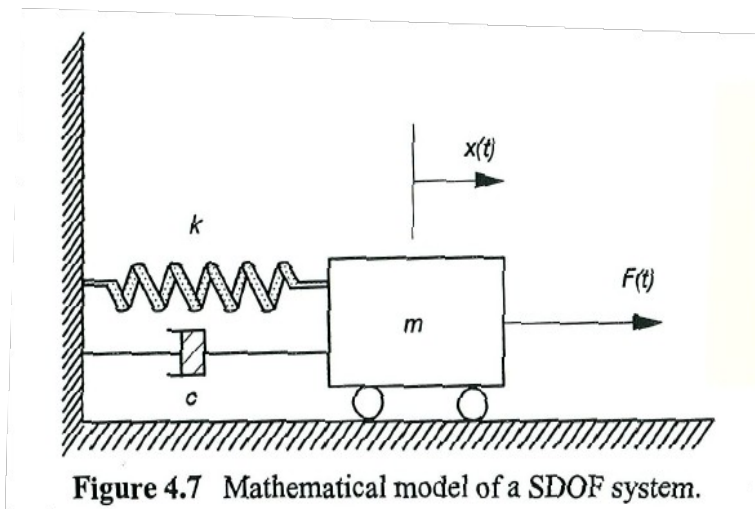 x(t)
k
F(t)
m
c
Figure 4.7 Mathematical model of a SDOF system.